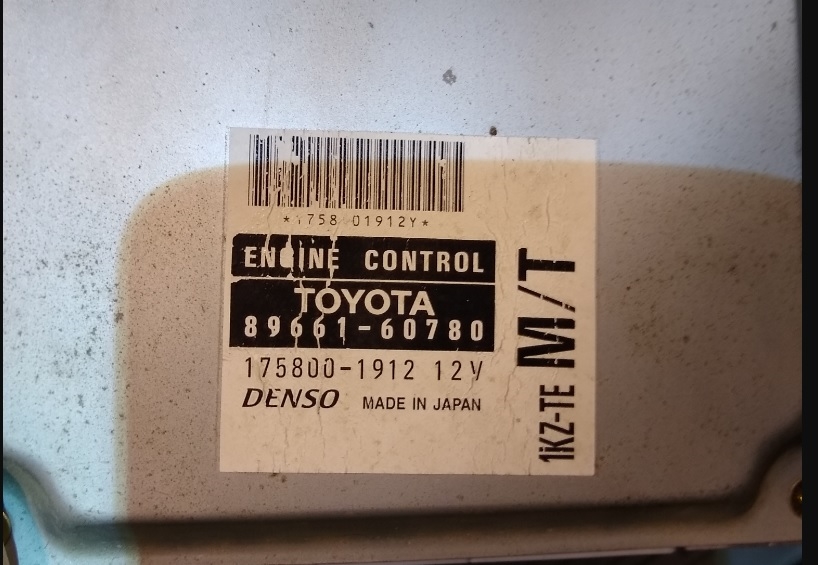 *1758 01912Y*
ENGINE CONTROL
TOYOTA
89661-60780
175800-1912 12V
DENSO MADE IN JAPAN
1KZ-TE M/T